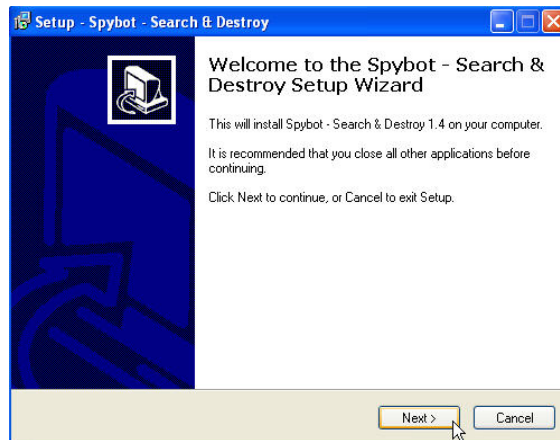 Setup - Spybot - Search & Destroy
Welcome to the Spybot - Search &
Destroy Setup Wizard
This will install Spybot - Search & Destroy 1.4 on your computer.
It is recommended that you close all other applications before
continuing.
Click Next to continue, or Cancel to exit Setup.
Next >
Cancel